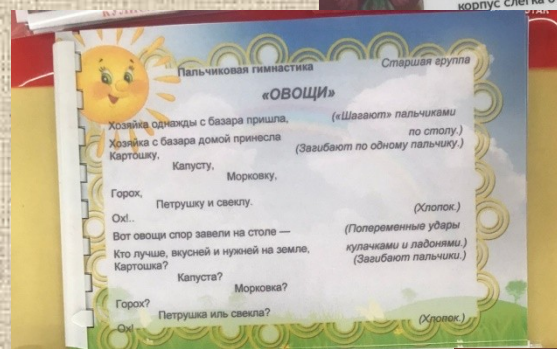 корпус слегка
Пальчиковая гимнастика Старшая группа
«ОВОЩИ»
Хозяйка однажды с базара пришла, («Шагают» пальчиками
по столу.)
Хозяйка с базара домой принесла
Картошку, (Загибают по одному пальчику.)
Капусту,
Морковку,
Горох,
Петрушку и свеклу.
Ох!.. (Хлопок.)
Вот овощи спор завели на столе — (Попеременные удары
Кто лучше, вкусней и нужней на земле, кулачками и ладонями.)
Картошка? (Загибают пальчики.)
Капуста?
Морковка?
Горох?
Петрушка иль свекла?
Ох! (Хлопок.)